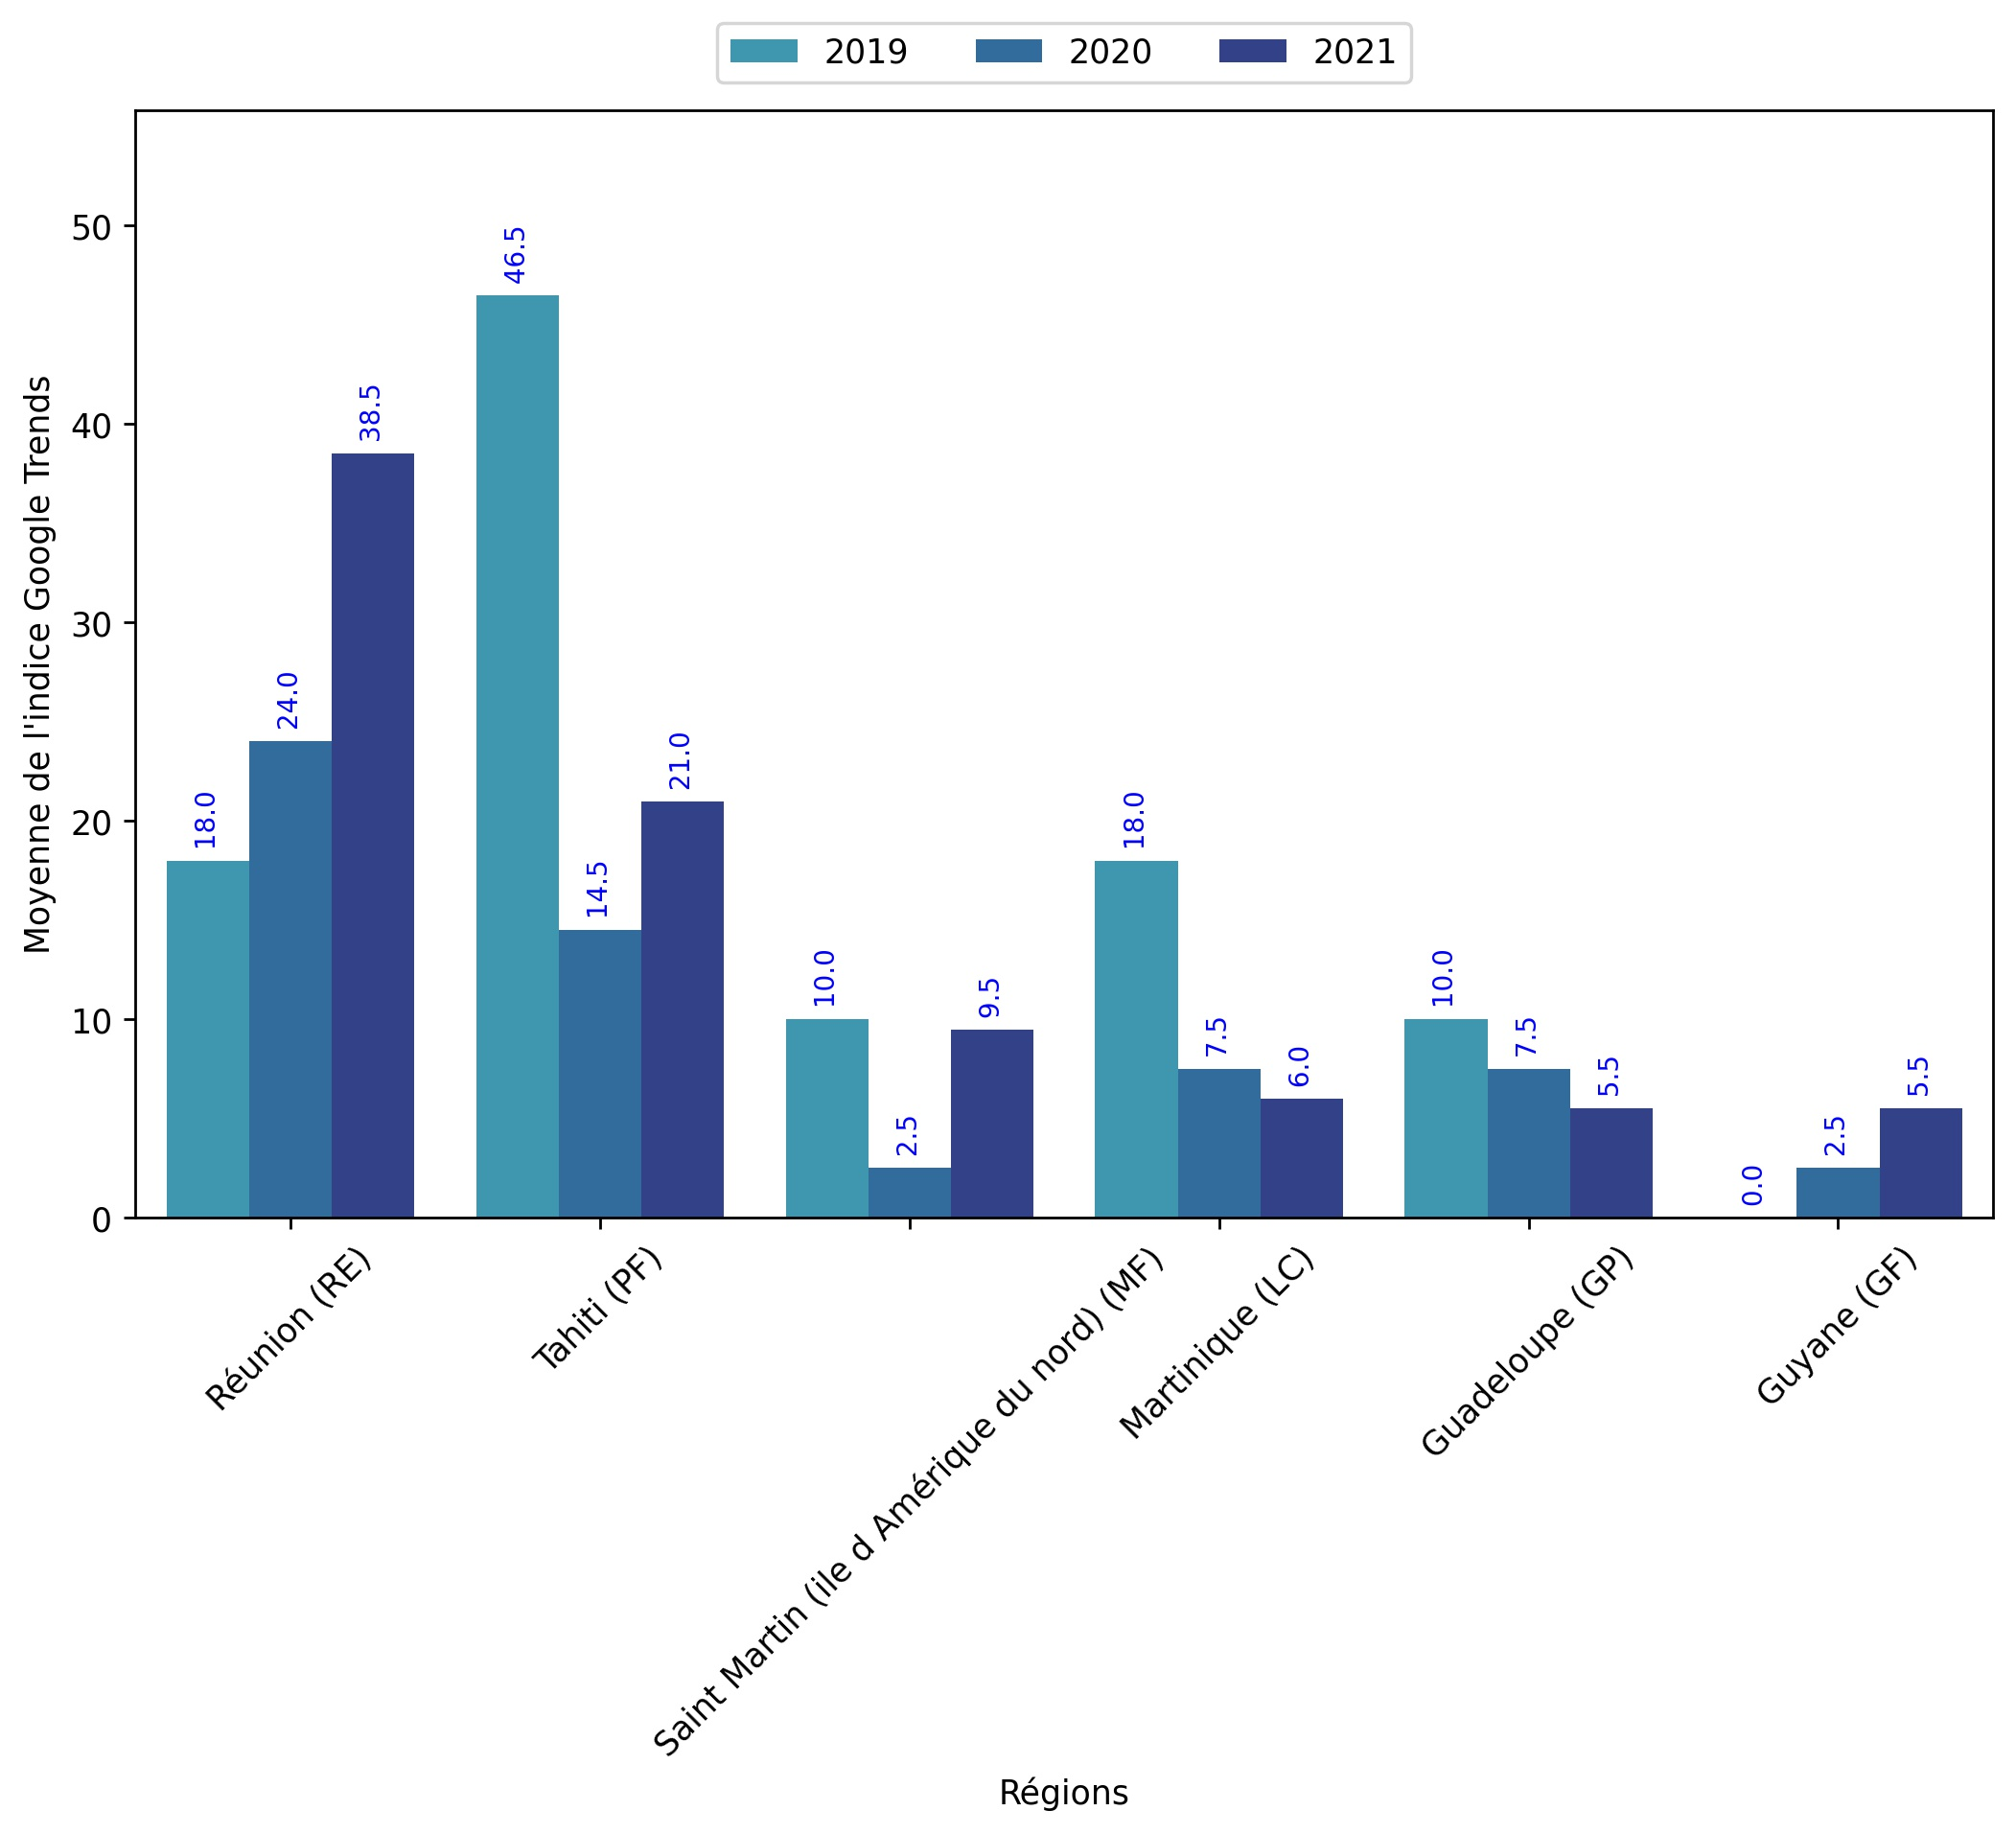 2019 2020 2021
Moyenne de l'indice Google Trends
50
40
30
20
10
0
18.0 24.0 38.5
46.5 14.5 21.0
10.0 2.5 9.5
18.0 7.5 6.0
10.0 7.5 5.5
0.0 2.5 5.5
Réunion (RE)
Tahiti (PF)
Saint Martin (ile d Amérique du nord) (MF)
Martinique (LC)
Guadeloupe (GP)
Guyane (GF)
Régions